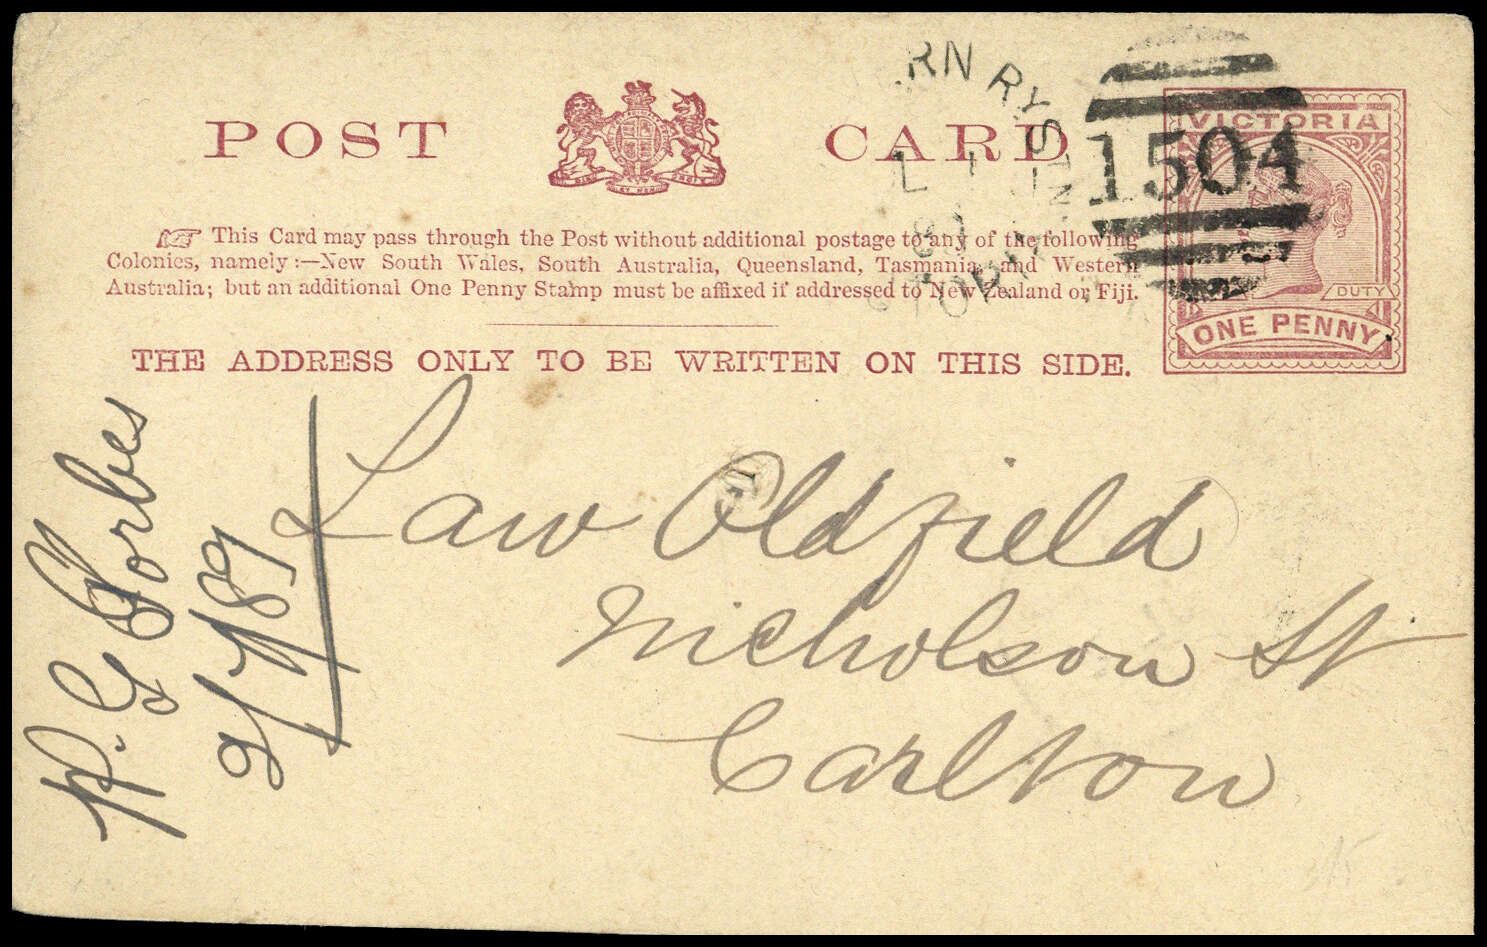 POST CARD
This Card may pass through the Post without additional postage to any of the following
Colonies, namely:—New South Wales, South Australia, Queensland, Tasmania, and Western
Australia; but an additional One Penny Stamp must be affixed if addressed to New Zealand or Fiji.
THE ADDRESS ONLY TO BE WRITTEN ON THIS SIDE.
RN RYSTN
1504
VICTORIA
DUTY
ONE PENNY
Law Oldfield
Nicholson St
Carlton
Forbes